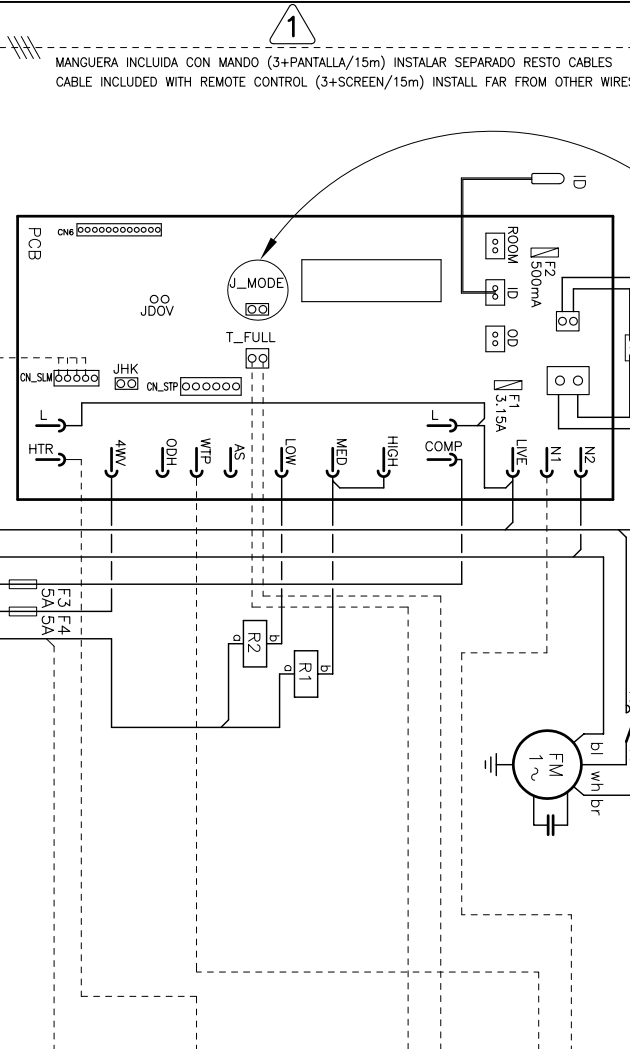 1
MANGUERA INCLUIDA CON MANDO (3+PANTALLA/15m) INSTALAR SEPARADO RESTO CABLES
CABLE INCLUDED WITH REMOTE CONTROL (3+SCREEN/15m) INSTALL FAR FROM OTHER WIRES
ID
PCB
CN6
ROOM
F2
500mA
J_MODE
ID
JDOV
T_FULL
OD
CN_SLM
JHK
CN_STP
F1
3.15A
L
L
HTR
4WV
ODH
WTP
AS
LOW
MED
HIGH
COMP
LIVE
N1
N2
F3
5A
F4
5A
a
R2
b
a
R1
b
FM
1 ~
bl
wh
br